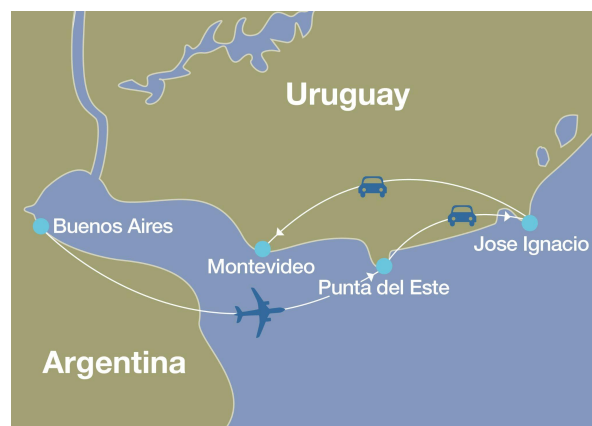 Uruguay
Buenos Aires
Jose Ignacio
Montevideo
Punta del Este
Argentina